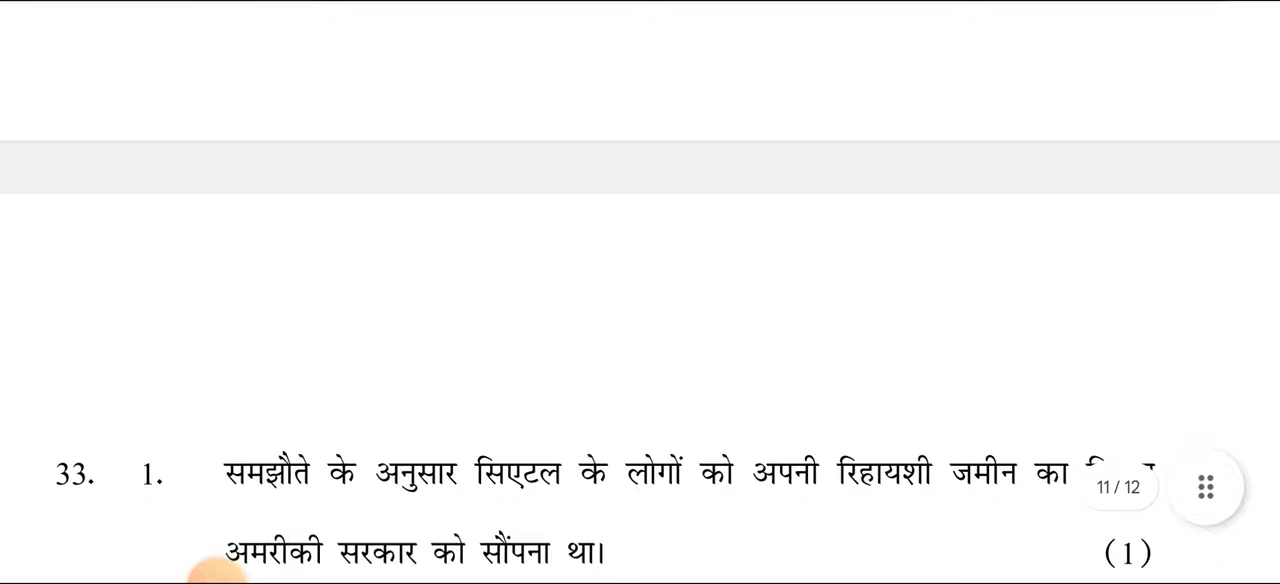 33. 1. समझौते के अनुसार सिएटल के लोगों को अपनी रिहायशी जमीन का
11 / 12
अमरीकी सरकार को सौंपना था। (1)